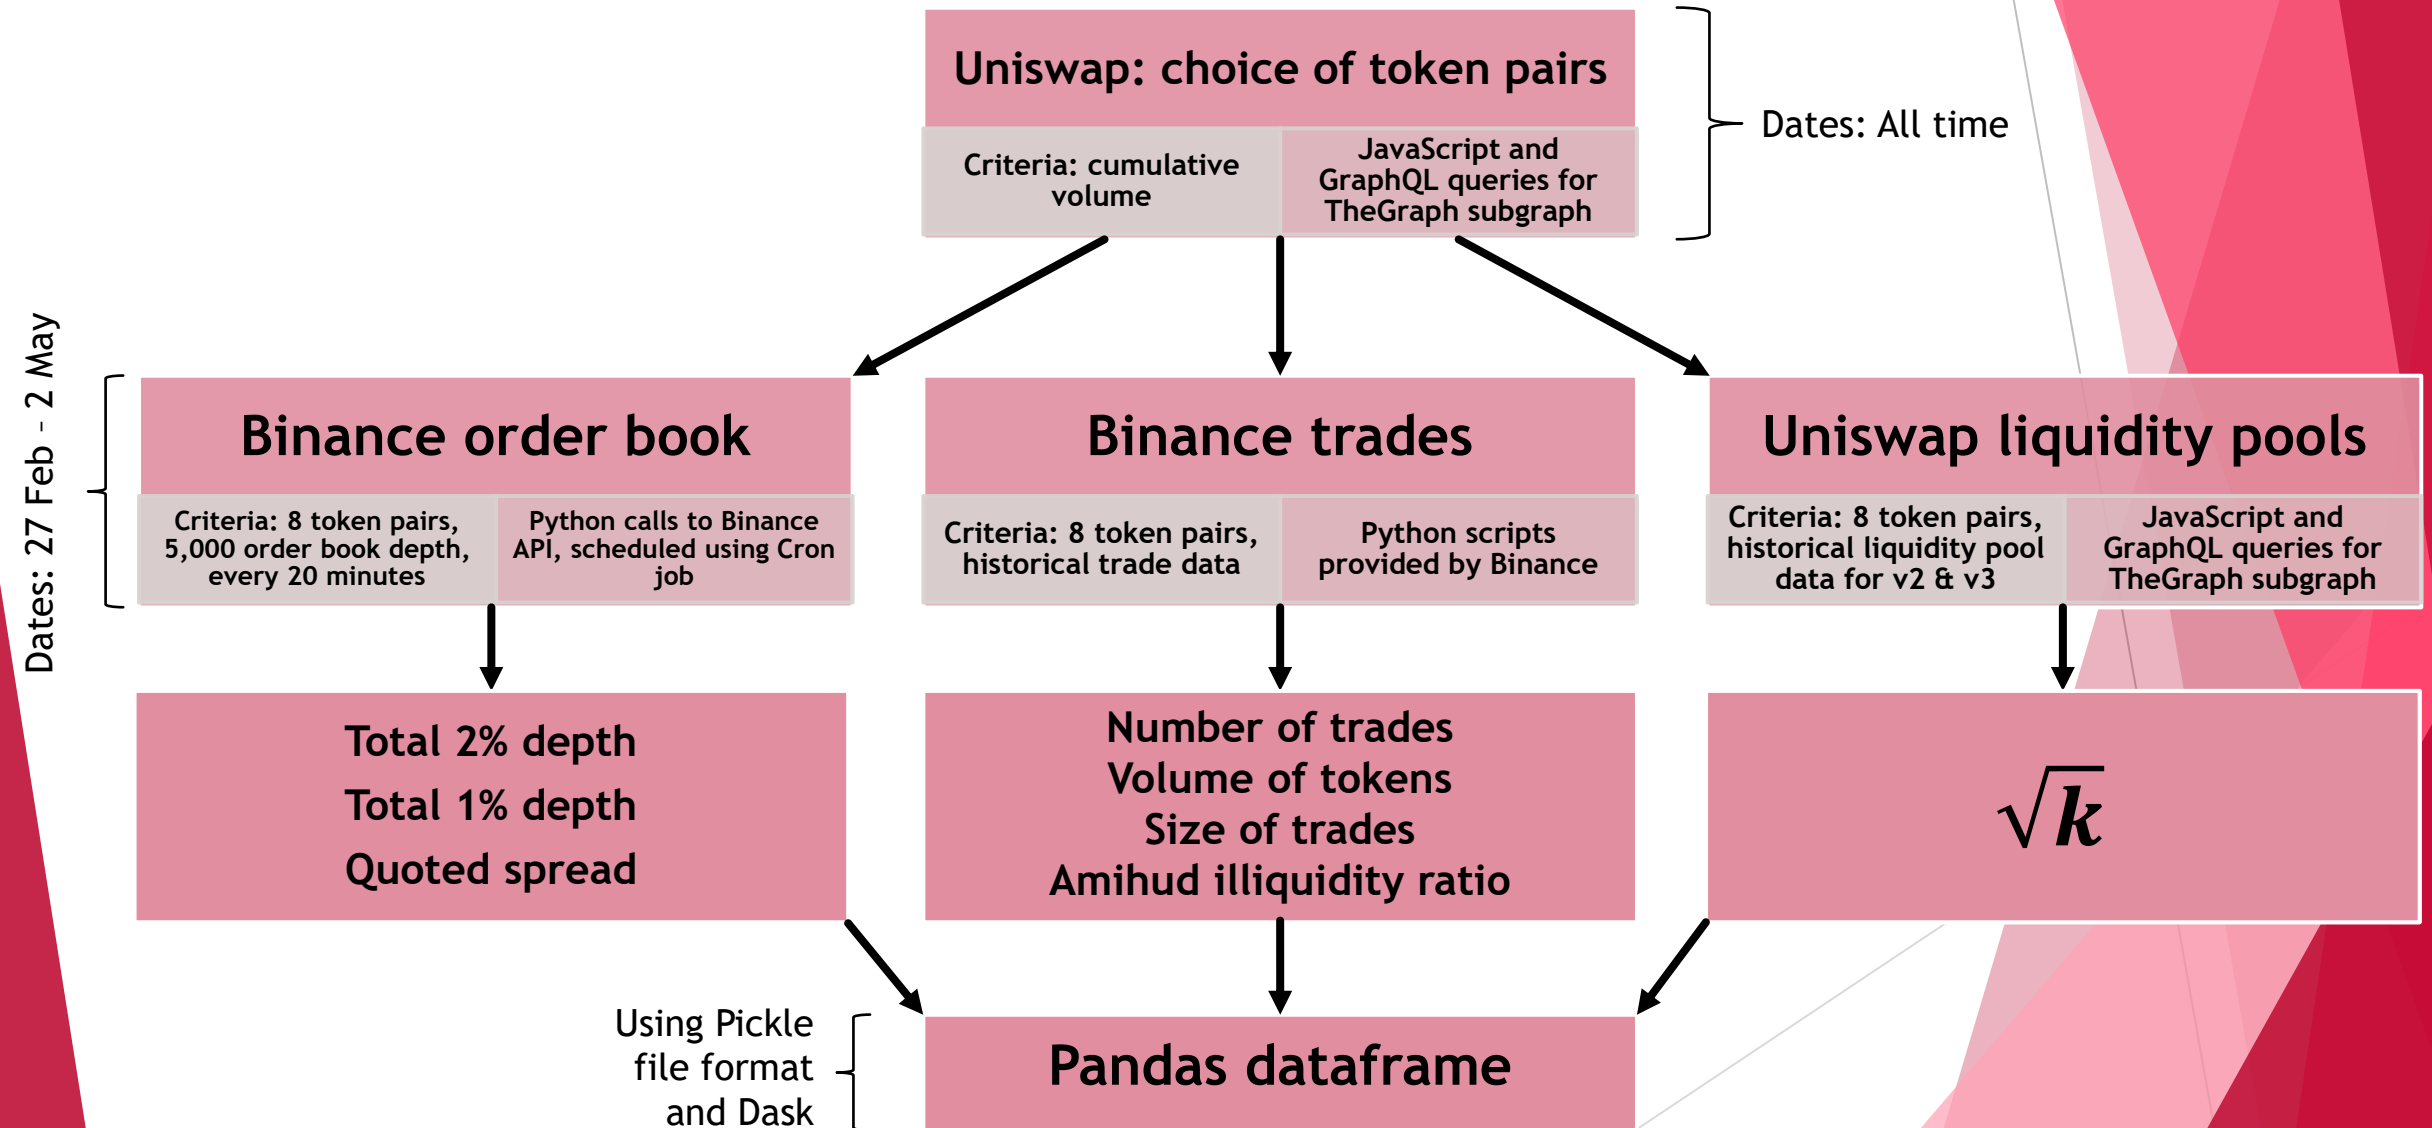 Uniswap: choice of token pairs
Criteria: cumulative
volume
JavaScript and
GraphQL queries for
TheGraph subgraph
Dates: All time
Dates: 27 Feb – 2 May
Binance order book
Criteria: 8 token pairs,
5,000 order book depth,
every 20 minutes
Python calls to Binance
API, scheduled using Cron
job
Binance trades
Criteria: 8 token pairs,
historical trade data
Python scripts
provided by Binance
Uniswap liquidity pools
Criteria: 8 token pairs,
historical liquidity pool
data for v2 & v3
JavaScript and
GraphQL queries for
TheGraph subgraph
Total 2% depth
Total 1% depth
Quoted spread
Number of trades
Volume of tokens
Size of trades
Amihud illiquidity ratio
√k
Using Pickle
file format
and Dask
Pandas dataframe